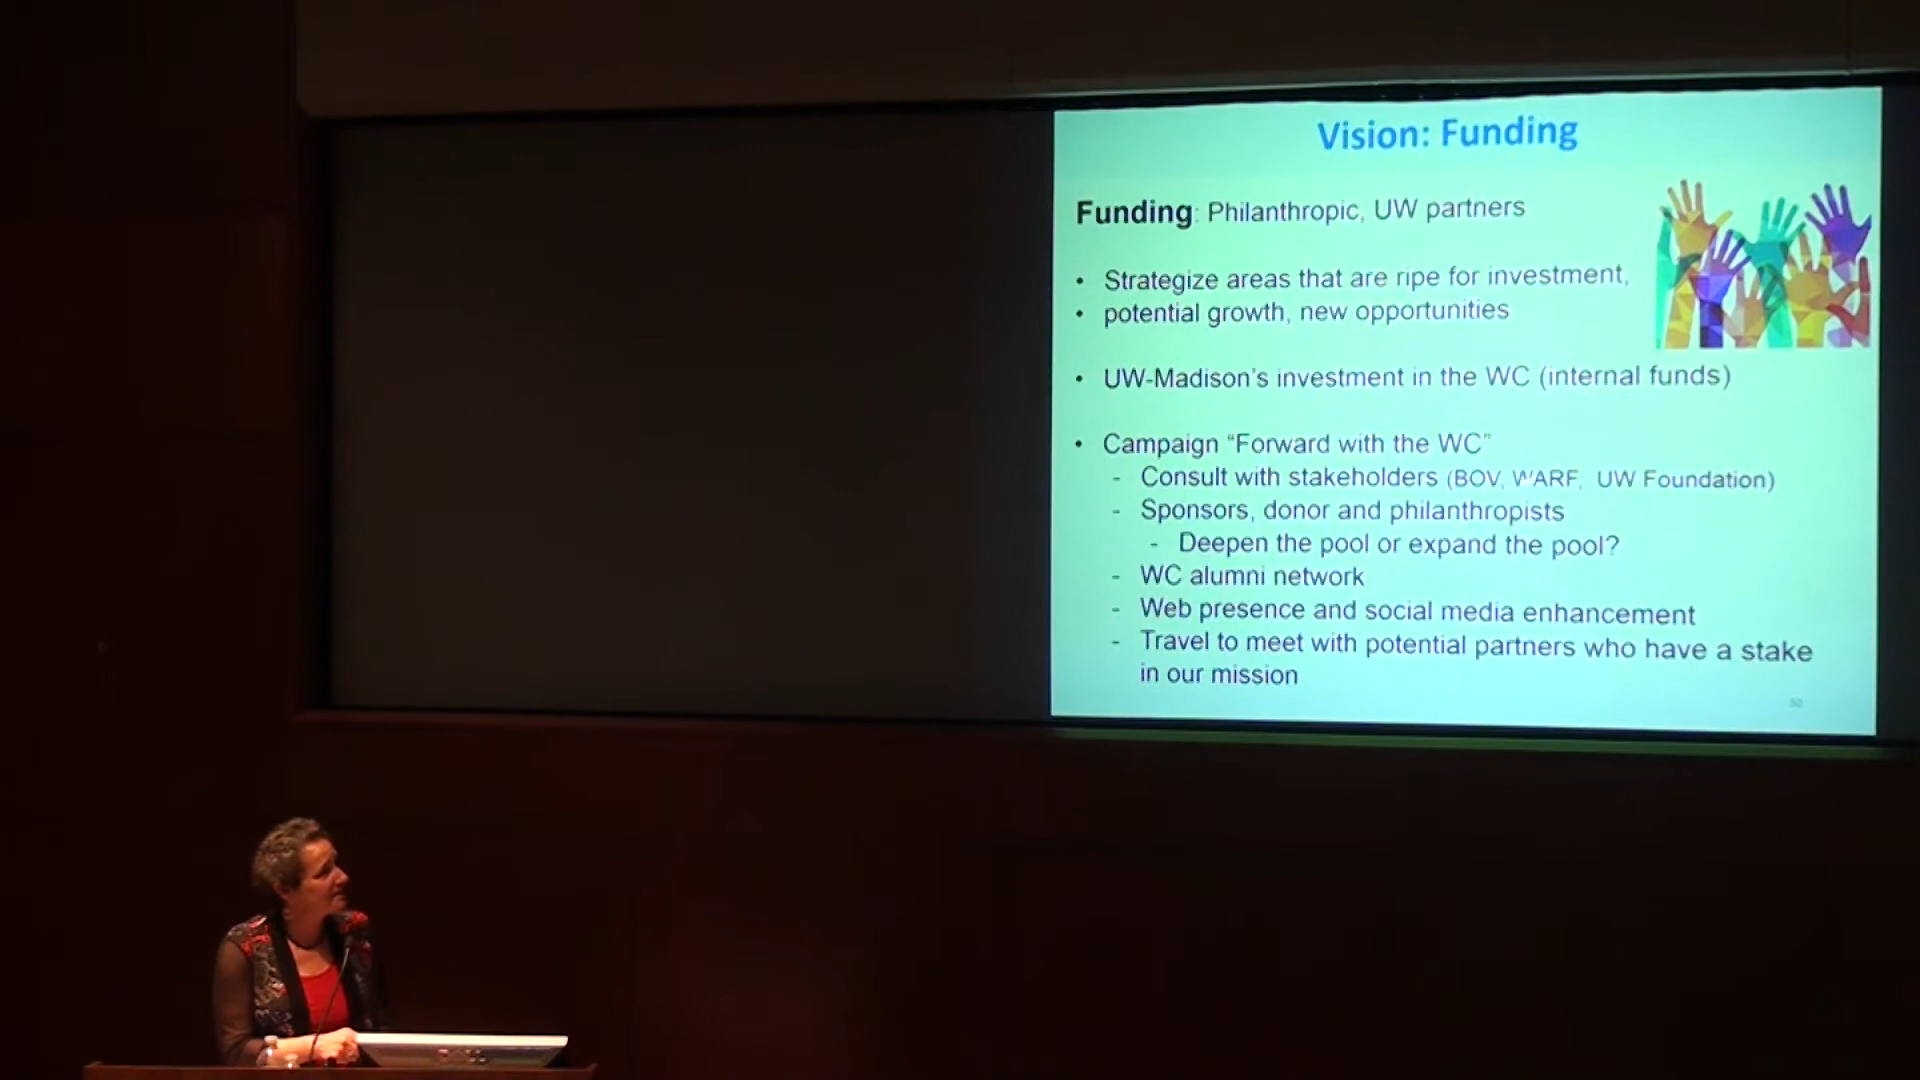 Vision: Funding
Funding: Philanthropic, UW partners
• Strategize areas that are ripe for investment,
• potential growth, new opportunities
• UW-Madison's investment in the WC (internal funds)
• Campaign “Forward with the WC”
- Consult with stakeholders (BOV, WARF, UW Foundation)
- Sponsors, donor and philanthropists
- Deepen the pool or expand the pool?
- WC alumni network
- Web presence and social media enhancement
- Travel to meet with potential partners who have a stake
in our mission
50